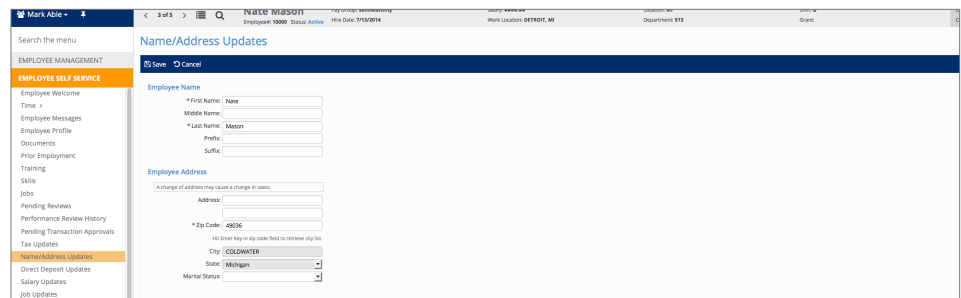 Mark Able
3 of 5
Nate Mason
Employee#: 10000 Status: Active
Hire Date: 7/13/2014
Work Location: DETROIT, MI
Department: 513
Grant:
Search the menu
EMPLOYEE MANAGEMENT
EMPLOYEE SELF SERVICE
Employee Welcome
Time >
Employee Messages
Employee Profile
Documents
Prior Employment
Training
Skills
Jobs
Pending Reviews
Performance Review History
Pending Transaction Approvals
Tax Updates
Name/Address Updates
Direct Deposit Updates
Salary Updates
Job Updates
Name/Address Updates
Save Cancel
Employee Name
* First Name: Nate
Middle Name:
* Last Name: Mason
Prefix:
Suffix:
Employee Address
A change of address may cause a change in taxes.
Address:
* Zip Code: 49036
Hit Enter Key in zip code field to retrieve city list.
City: COLDWATER
State: Michigan
Marital Status: